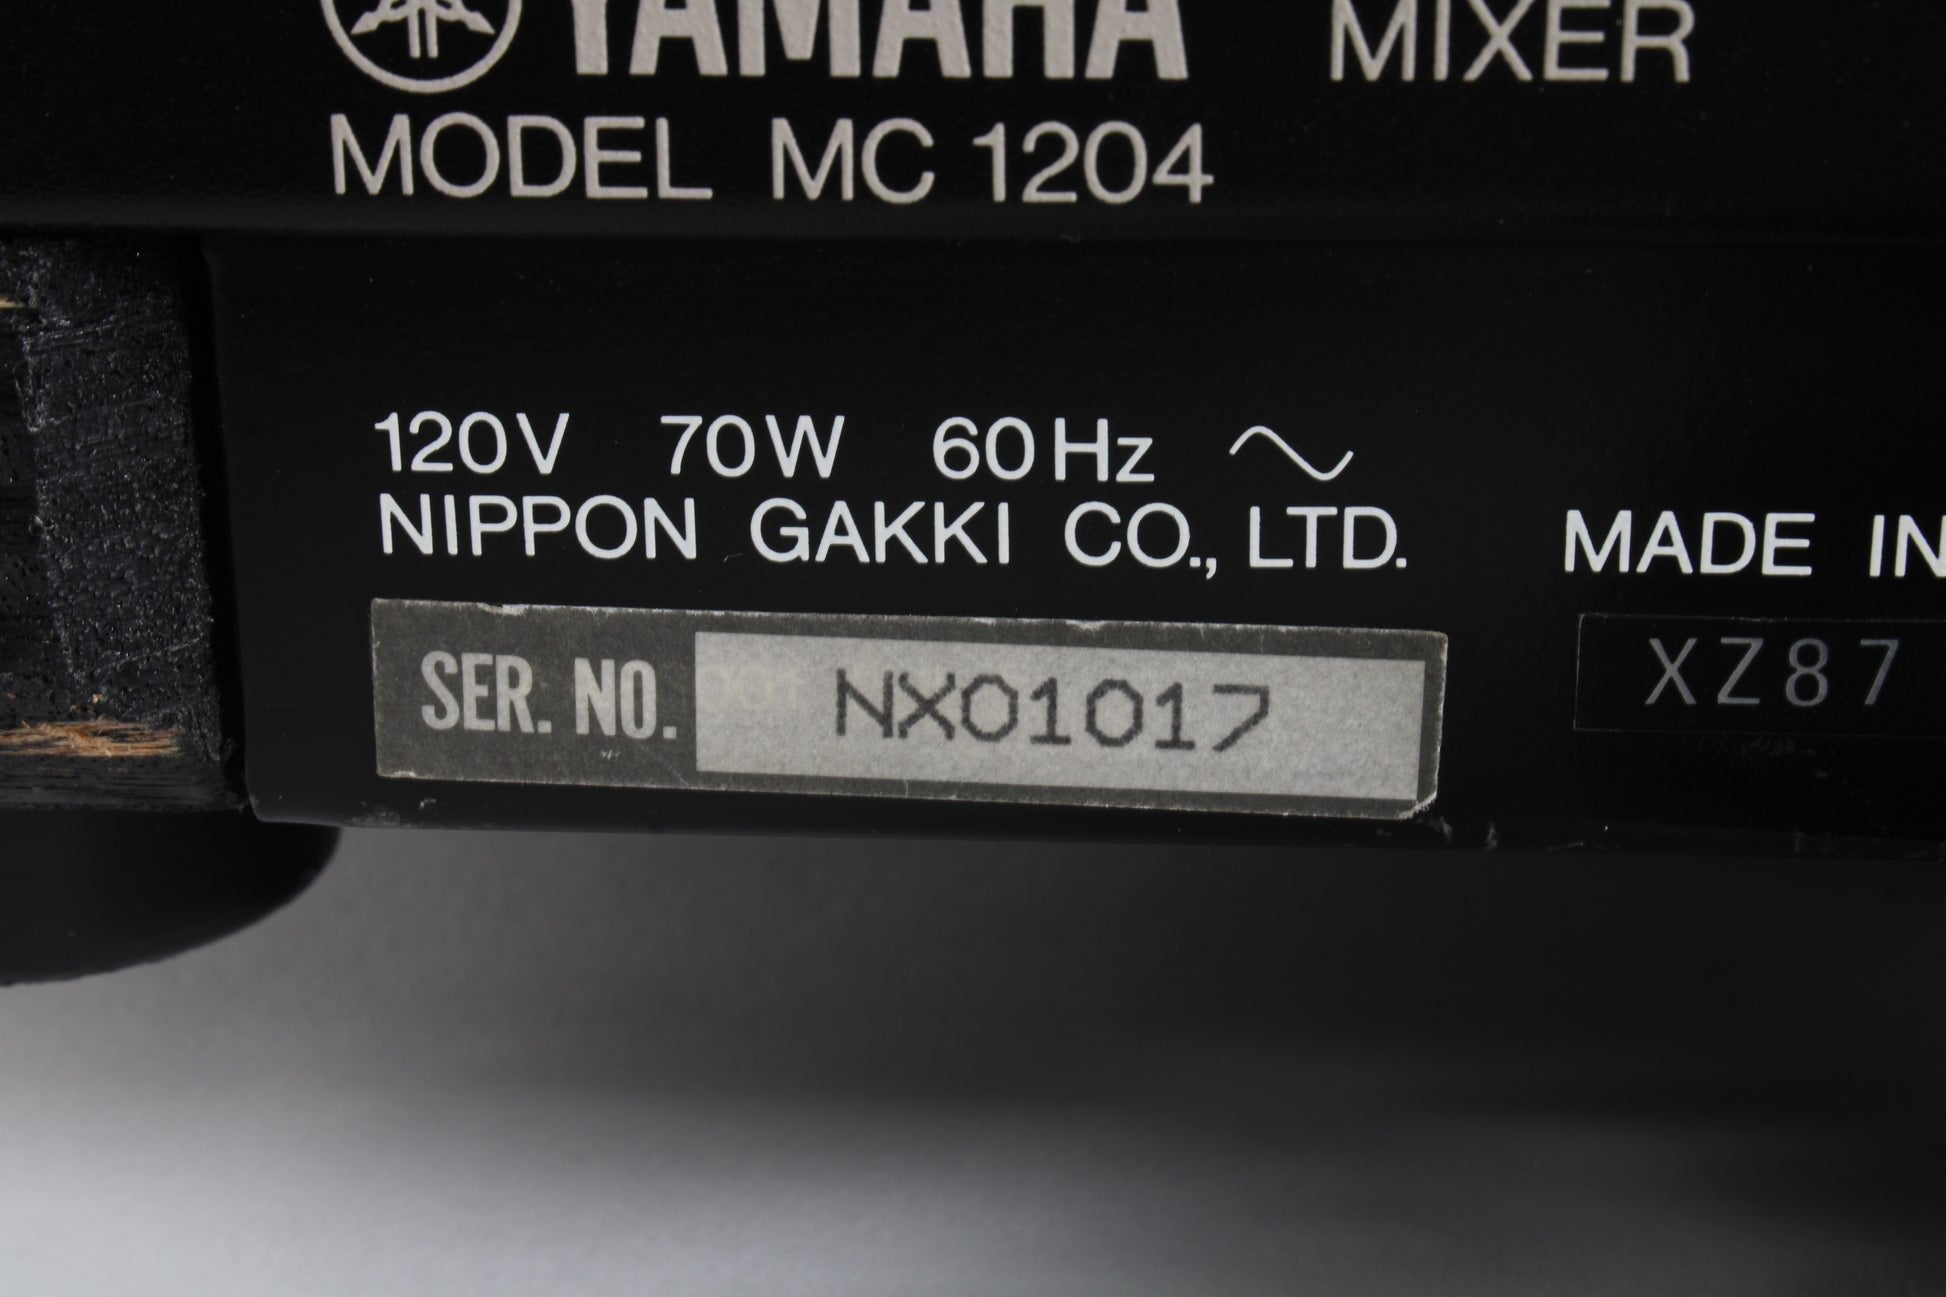 YAMAHA MIXER
MODEL MC 1204
120V 70W 60Hz
NIPPON GAKKI CO., LTD. MADE IN
SER. NO. NX01017
XZ87